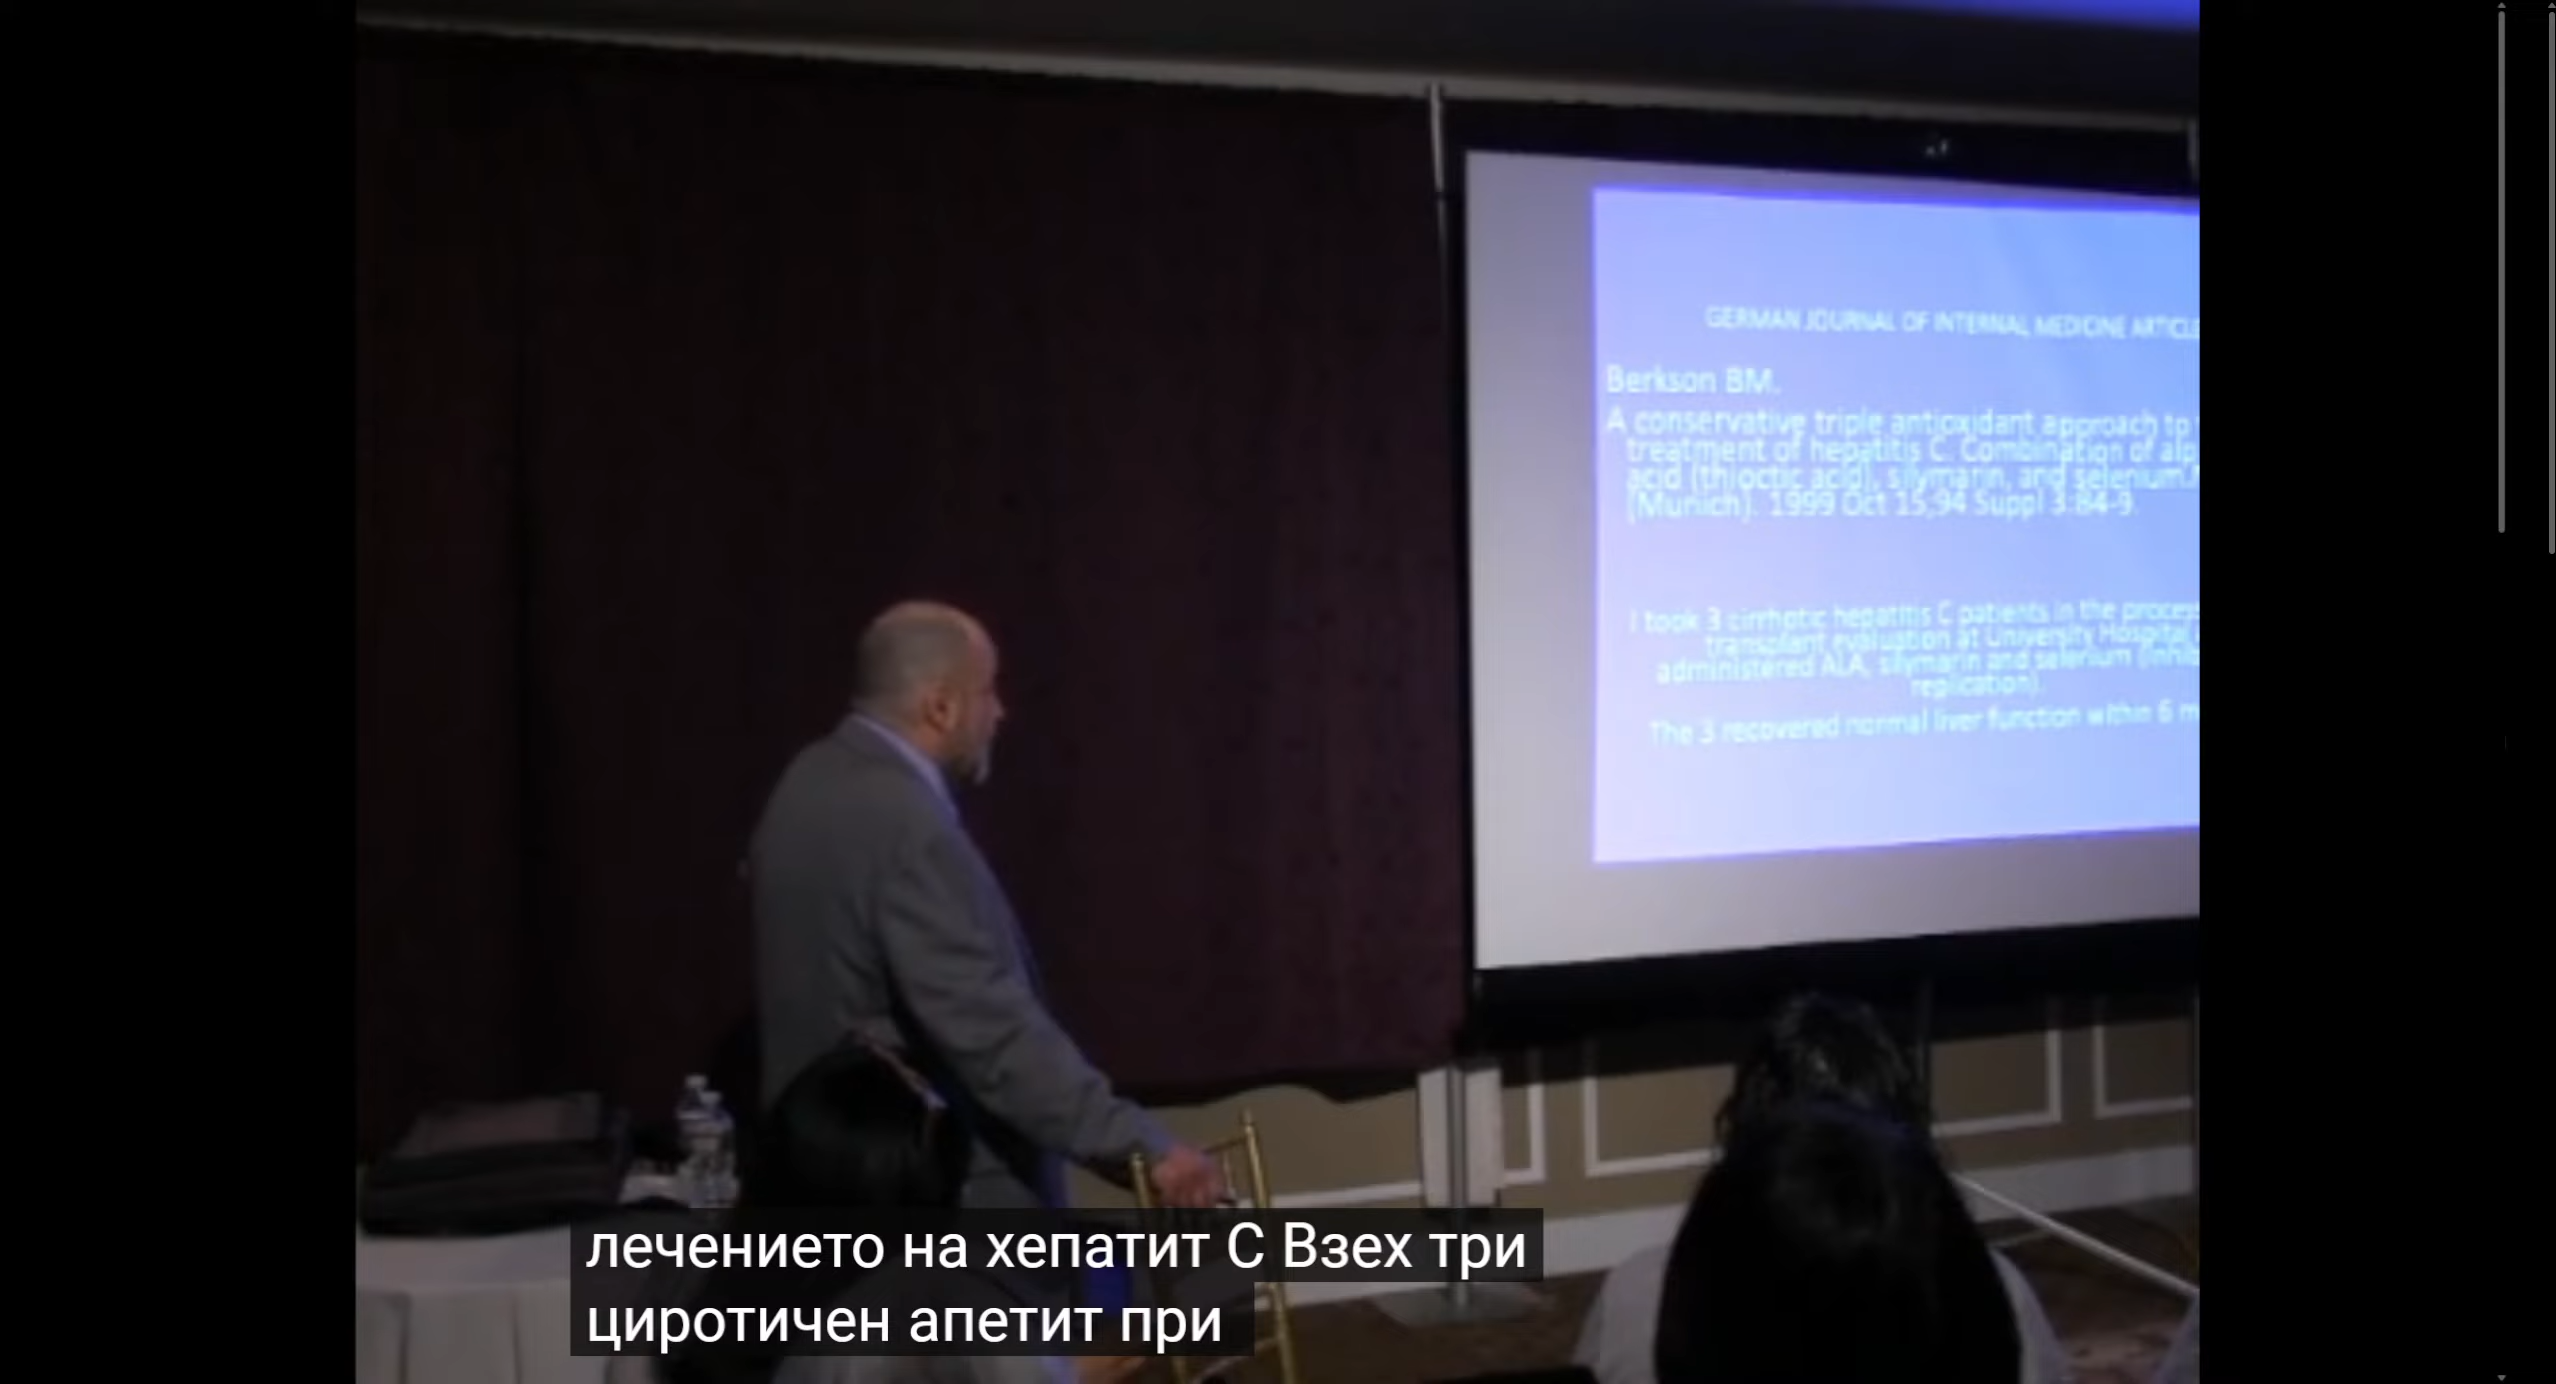 GERMAN JOURNAL OF INTERNAL MEDICINE ARTICLE
Berkson BM.
A conservative triple antioxidant approach to
treatment of hepatitis C. Combination of alp
acid (thioctic acid), silymarin, and selenium.
(Munich). 1999 Oct 15;94 Suppl 3:84-9.
I took 3 cirrhotic hepatitis C patients in the process
transplant evaluation at University Hospital
administered ALA, silymarin and selenium (inhib
replication).
The 3 recovered normal liver function within 6 m
лечението на хепатит С Взех три
циротичен апетит при